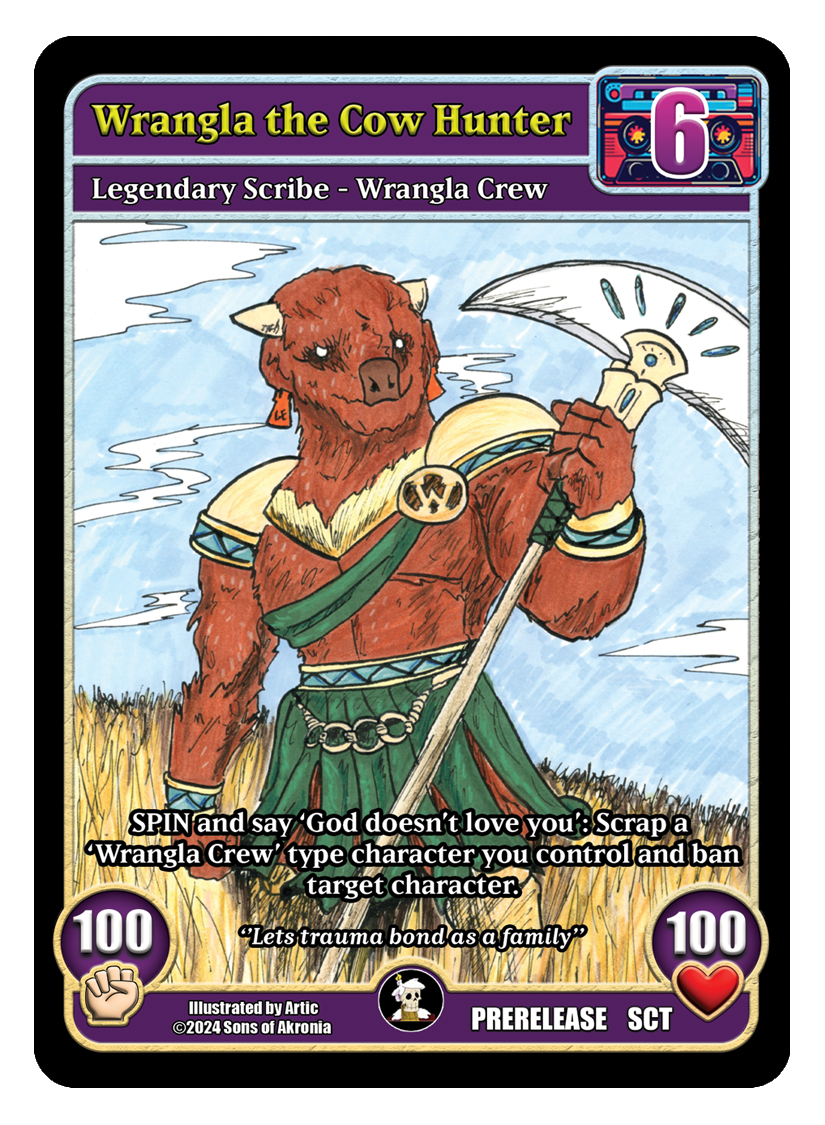 Wrangla the Cow Hunter
6
Legendary Scribe - Wrangla Crew
W
LE
SPIN and say ‘God doesn't love you’: Scrap a
‘Wrangla Crew’ type character you control and ban
target character.
100
100
“Lets trauma bond as a family”
Illustrated by Artic
©2024 Sons of Akronia
PRERELEASE SCT